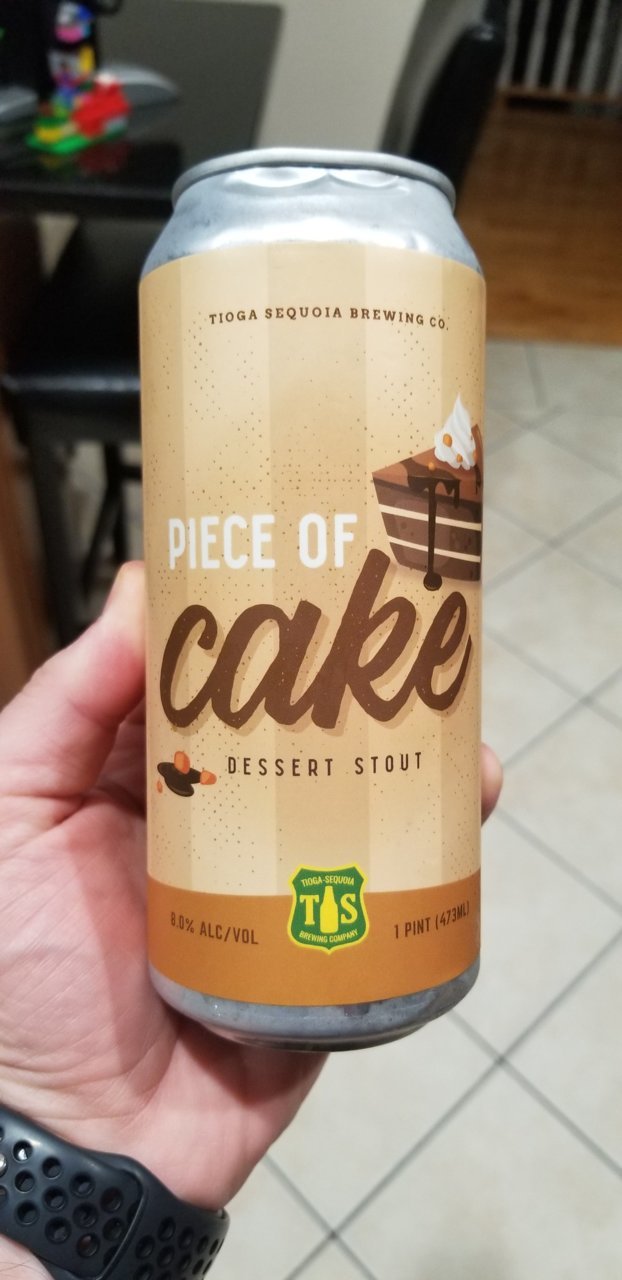 TIOGA SEQUOIA BREWING CO.
PIECE OF
cake
DESSERT STOUT
TIOGA-SEQUOIA
T S
BREWING COMPANY
8.0% ALC/VOL
1 PINT (473ML)